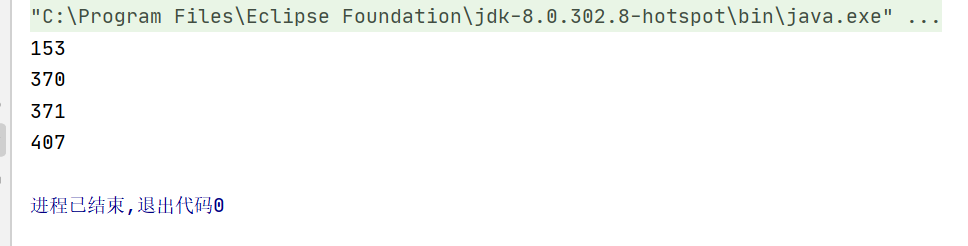 "C:\Program Files\Eclipse Foundation\jdk-8.0.302.8-hotspot\bin\java.exe" ...
153
370
371
407
进程已结束,退出代码0